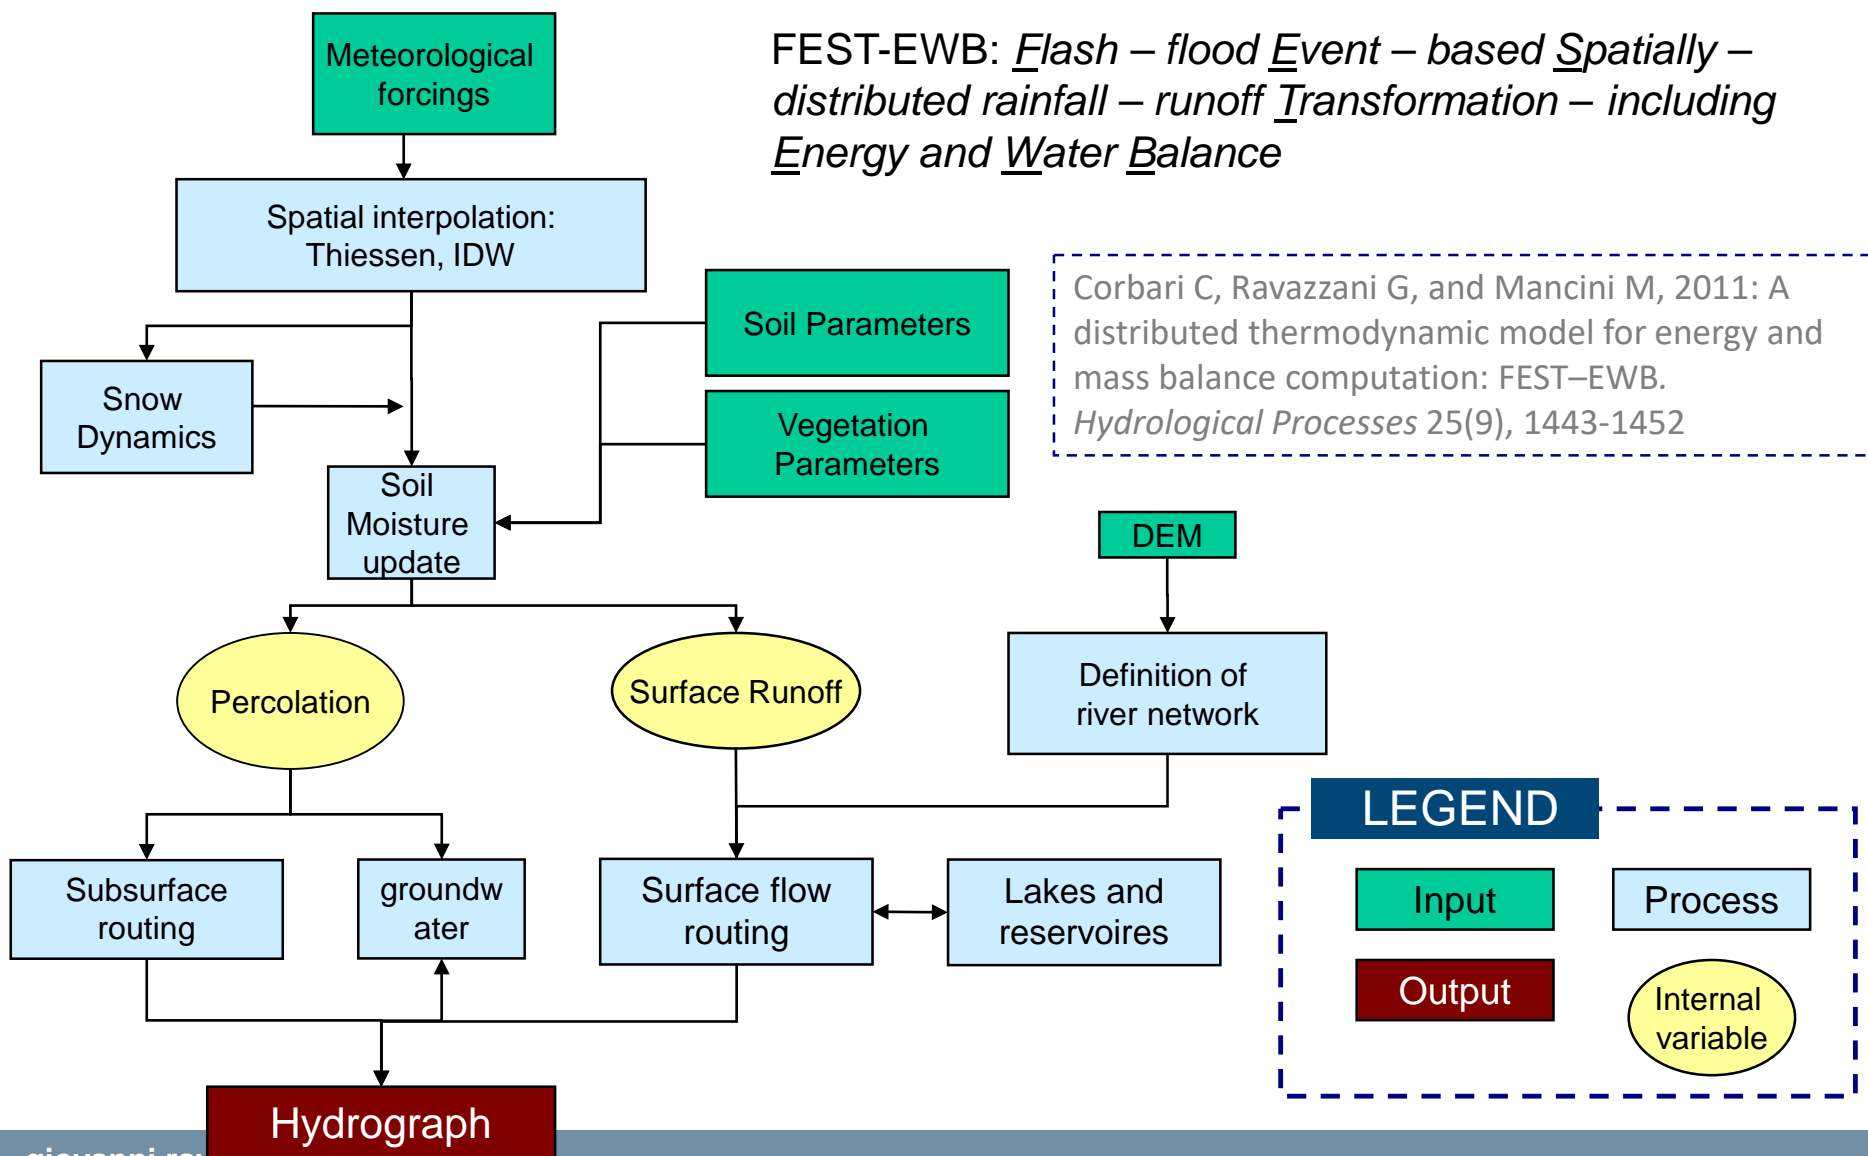 Meteorological
forcings
FEST-EWB: Flash – flood Event – based Spatially –
distributed rainfall – runoff Transformation – including
Energy and Water Balance
Spatial interpolation:
Thiessen, IDW
Soil Parameters
Corbari C, Ravazzani G, and Mancini M, 2011: A
distributed thermodynamic model for energy and
mass balance computation: FEST–EWB.
Hydrological Processes 25(9), 1443-1452
Snow
Dynamics
Vegetation
Parameters
Soil
Moisture
update
DEM
Percolation
Surface Runoff
Definition of
river network
LEGEND
Subsurface
routing
groundw
ater
Surface flow
routing
Lakes and
reservoires
Input
Process
Output
Internal
variable
Hydrograph
giovanni